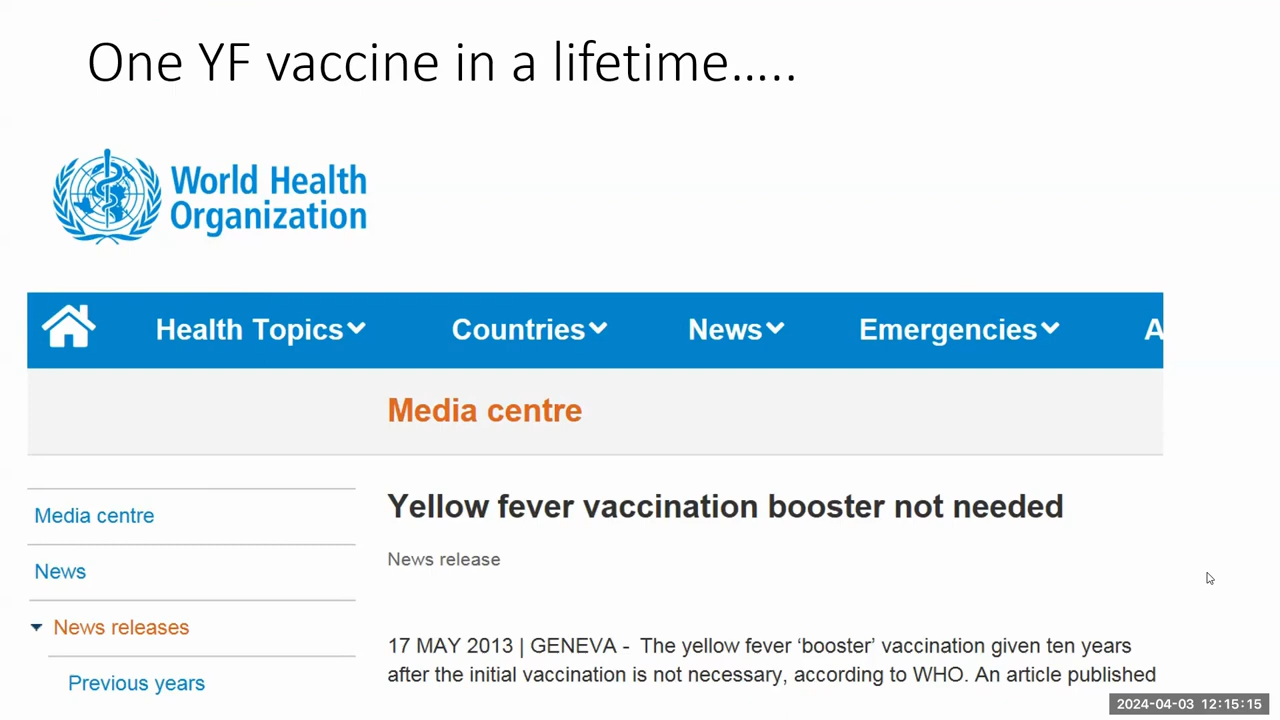 One YF vaccine in a lifetime…..
World Health
Organization
Health Topics
Countries
News
Emergencies
A
Media centre
Media centre
News
News releases
Previous years
Yellow fever vaccination booster not needed
News release
17 MAY 2013 | GENEVA - The yellow fever ‘booster’ vaccination given ten years
after the initial vaccination is not necessary, according to WHO. An article published
2024-04-03 12:15:15